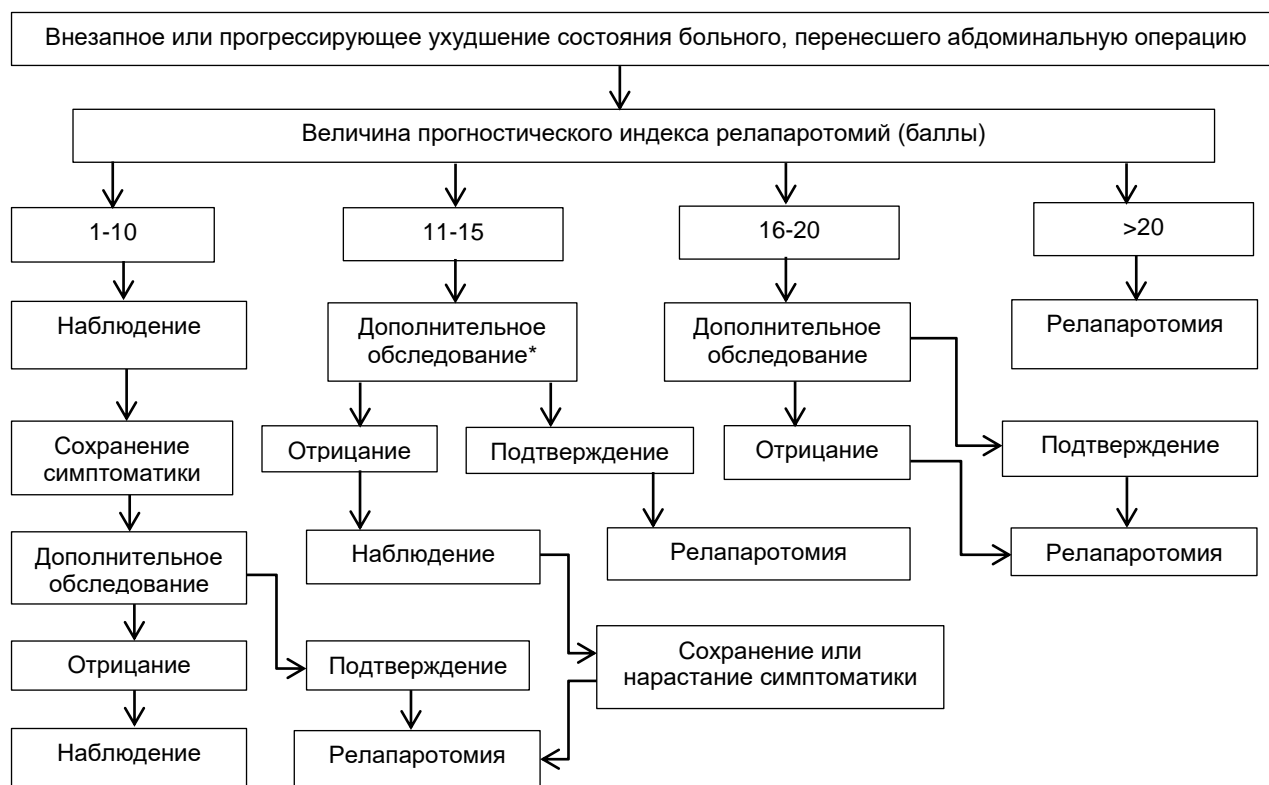 Внезапное или прогрессирующее ухудшение состояния больного, перенесшего абдоминальную операцию
Величина прогностического индекса релапаротомий (баллы)
1-10
11-15
16-20
>20
Наблюдение
Дополнительное
обследование*
Дополнительное
обследование
Релапаротомия
Сохранение
симптоматики
Отрицание
Подтверждение
Отрицание
Подтверждение
Дополнительное
обследование
Наблюдение
Релапаротомия
Релапаротомия
Отрицание
Подтверждение
Сохранение или
нарастание симптоматики
Наблюдение
Релапаротомия